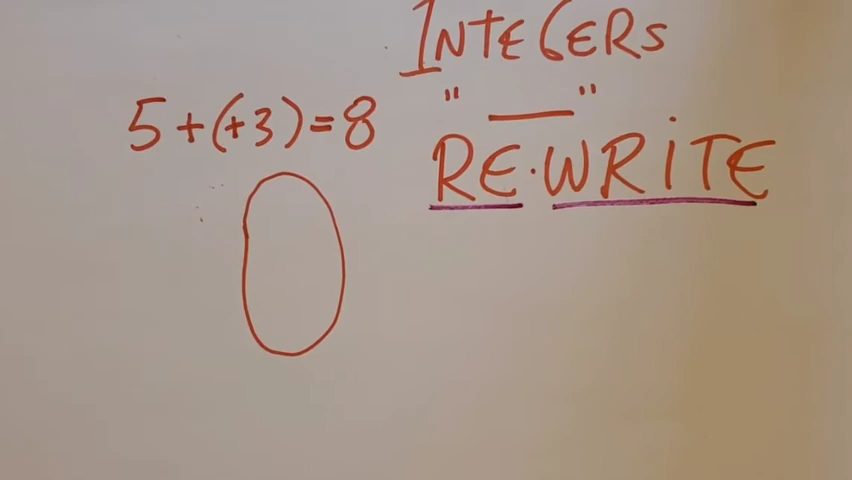 INTEGERS
" — "
5+(+3)=8
RE·WRITE